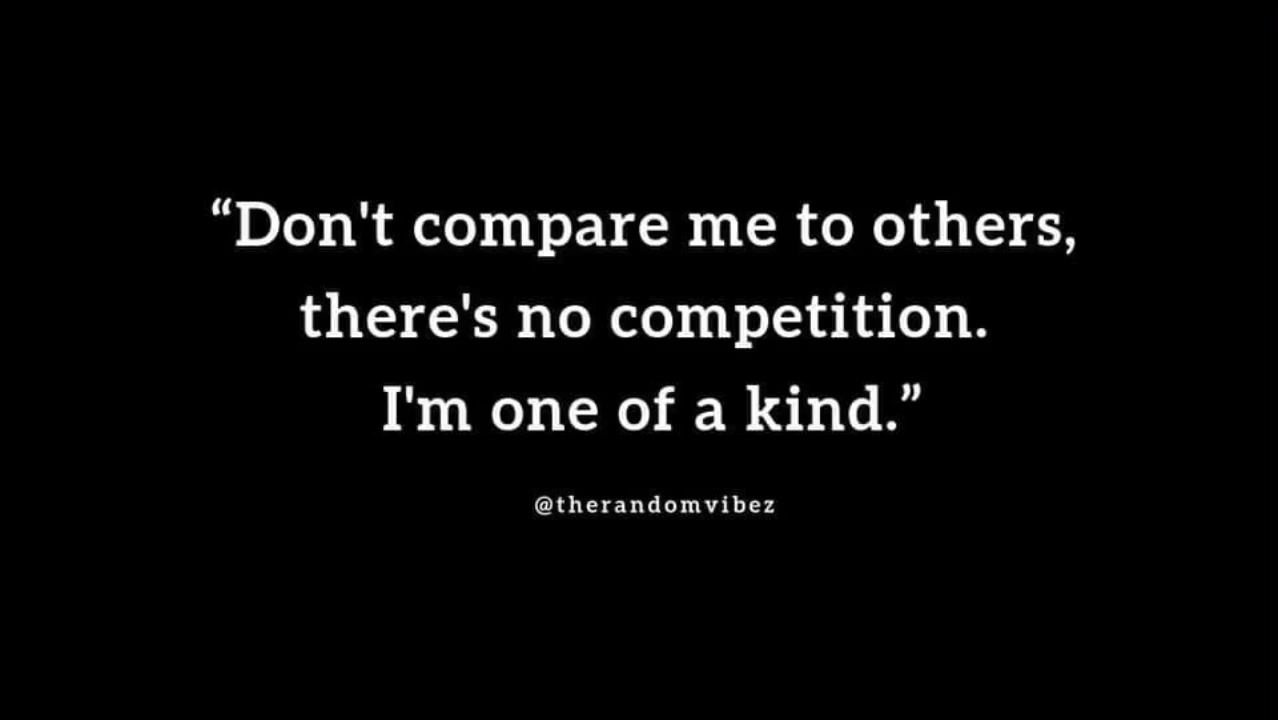 “Don't compare me to others,
there's no competition.
I'm one of a kind.”
@therandomvibez